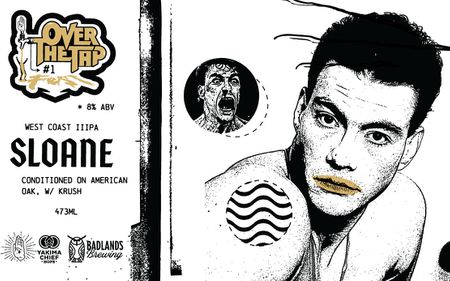 OVER
THE TAP
#1
* 8% ABV
WEST COAST IIIPA
SLOANE
CONDITIONED ON AMERICAN
OAK, W/ KRUSH
473ML
YAKIMA
CHIEF
HOPS
BADLANDS
Brewing